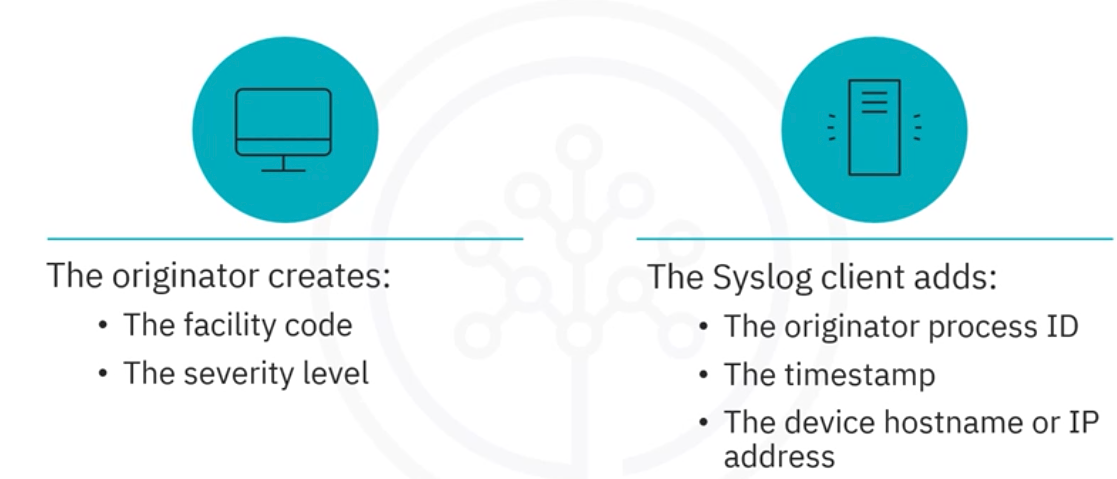 The originator creates:
• The facility code
• The severity level
The Syslog client adds:
• The originator process ID
• The timestamp
• The device hostname or IP
address